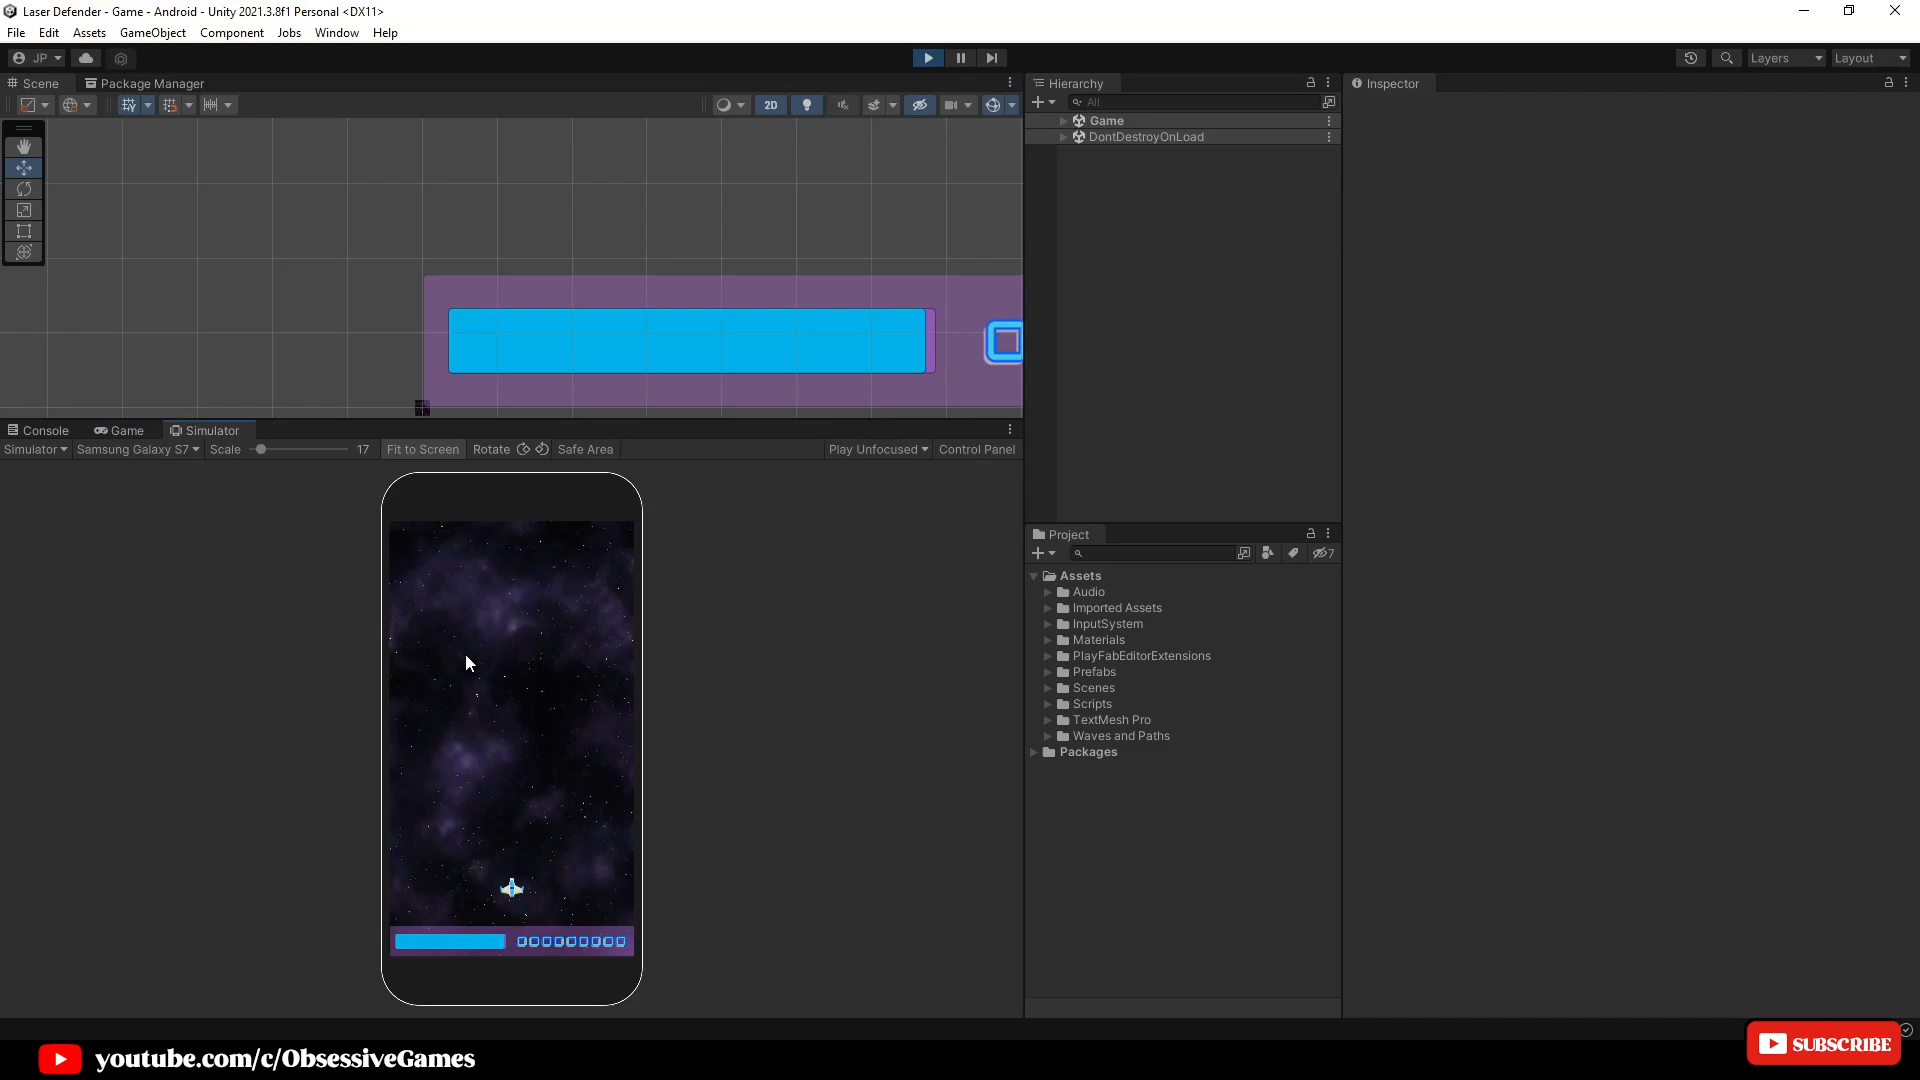 Laser Defender - Game - Android - Unity 2021.3.8f1 Personal <DX11>
File Edit Assets GameObject Component Jobs Window Help
JP Layers Layout
Scene Package Manager
2D
Hierarchy
All
Game
DontDestroyOnLoad
Inspector
Console Game Simulator
Simulator Samsung Galaxy S7 Scale 17 Fit to Screen Rotate Safe Area Play Unfocused Control Panel
Project
7
Assets
Audio
Imported Assets
InputSystem
Materials
PlayFabEditorExtensions
Prefabs
Scenes
Scripts
TextMesh Pro
Waves and Paths
Packages
youtube.com/c/ObsessiveGames
SUBSCRIBE